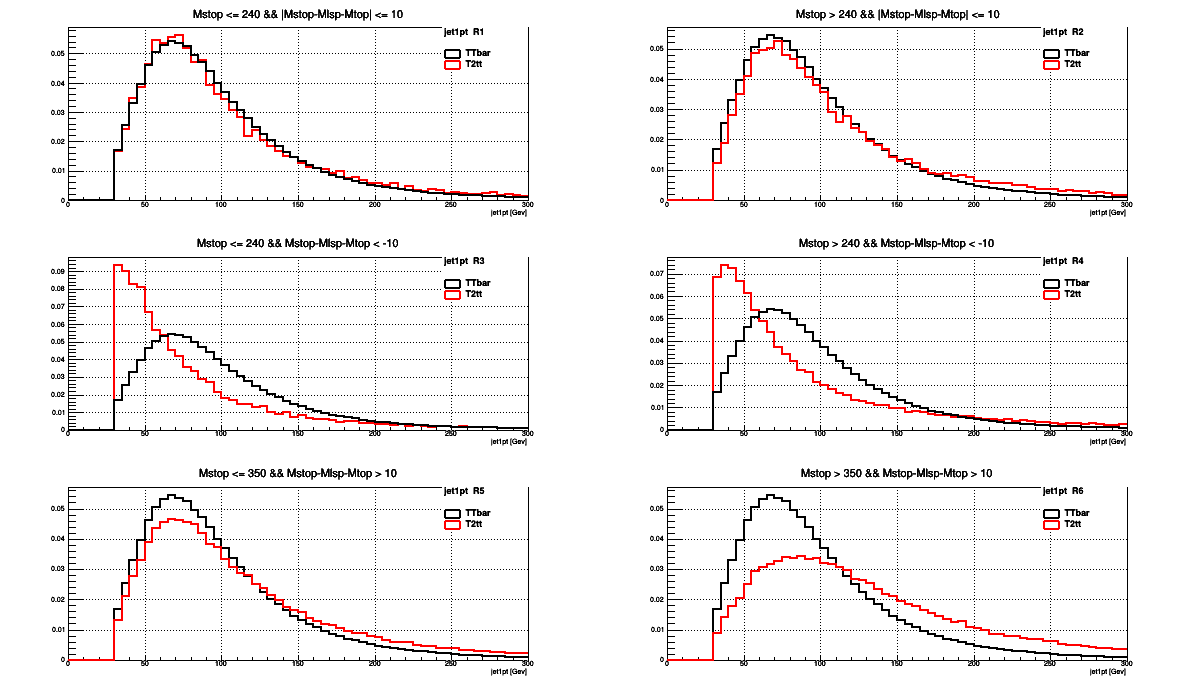 Mstop <= 240 && |Mstop-Mlsp-Mtop| <= 10
jet1pt R1
TTbar
T2tt
0.05
0.04
0.03
0.02
0.01
0
0 50 100 150 200 250 300
jet1pt [Gev]
Mstop > 240 && |Mstop-Mlsp-Mtop| <= 10
jet1pt R2
TTbar
T2tt
0.05
0.04
0.03
0.02
0.01
0
0 50 100 150 200 250 300
jet1pt [Gev]
Mstop <= 240 && Mstop-Mlsp-Mtop < -10
jet1pt R3
TTbar
T2tt
0.09
0.08
0.07
0.06
0.05
0.04
0.03
0.02
0.01
0
0 50 100 150 200 250 300
jet1pt [Gev]
Mstop > 240 && Mstop-Mlsp-Mtop < -10
jet1pt R4
TTbar
T2tt
0.07
0.06
0.05
0.04
0.03
0.02
0.01
0
0 50 100 150 200 250 300
jet1pt [Gev]
Mstop <= 350 && Mstop-Mlsp-Mtop > 10
jet1pt R5
TTbar
T2tt
0.05
0.04
0.03
0.02
0.01
0
0 50 100 150 200 250 300
jet1pt [Gev]
Mstop > 350 && Mstop-Mlsp-Mtop > 10
jet1pt R6
TTbar
T2tt
0.05
0.04
0.03
0.02
0.01
0
0 50 100 150 200 250 300
jet1pt [Gev]